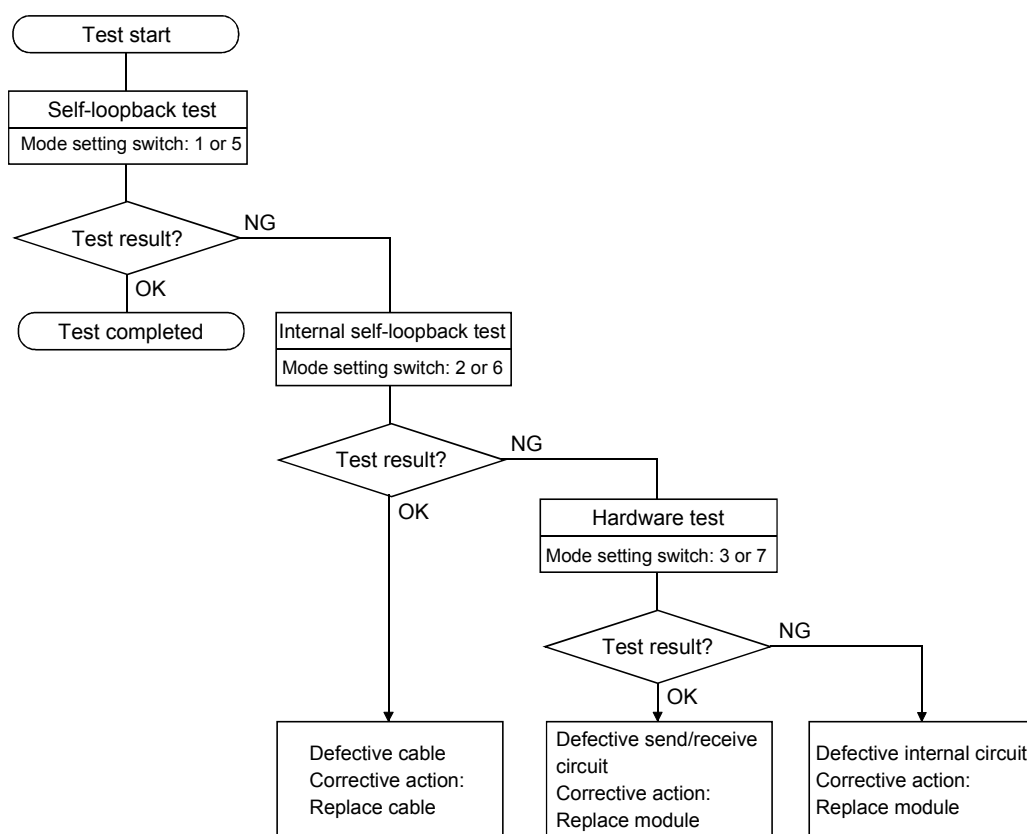 Test start
Self-loopback test
Mode setting switch: 1 or 5
Test result?
NG
OK
Test completed
Internal self-loopback test
Mode setting switch: 2 or 6
Test result?
NG
OK
Hardware test
Mode setting switch: 3 or 7
Test result?
NG
OK
Defective cable
Corrective action:
Replace cable
Defective send/receive
circuit
Corrective action:
Replace module
Defective internal circuit
Corrective action:
Replace module